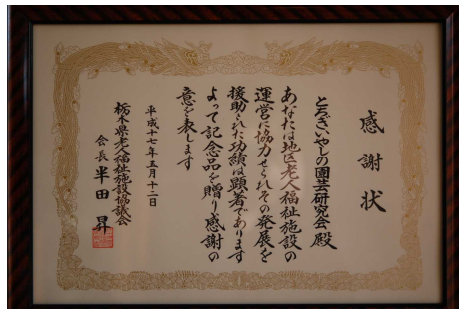 感謝状
とちぎいやしの園芸研究会殿
あなたは地区老人福祉施設の
運営に協力せられその発展を
援助された功績は顕著であります
よって記念品を贈り感謝の
意を表します
平成十七年五月十二日
栃木県老人福祉施設協議会
会長 半田 昇